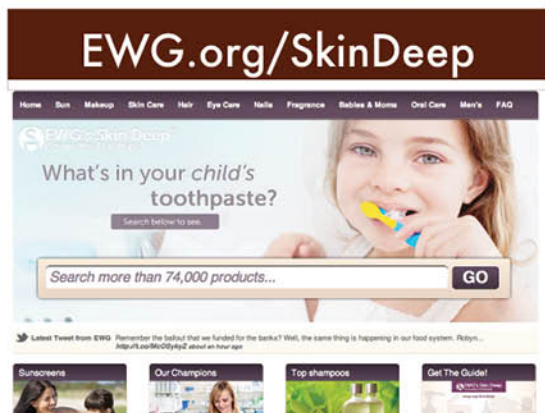 EWG.org/SkinDeep
Home Sun Makeup Skin Care Hair Eye Care Nails Fragrance Babies & Moms Oral Care Men's FAQ
EWG's Skin Deep
What's in your child's
toothpaste?
Search below to see.
Search more than 74,000 products... GO
Latest Tweet from EWG Remember the bailout that we funded for the banks? Well, the same thing is happening in our food system. Robyn...
about an hour ago
Sunscreens Our Champions Top shampoos Get The Guide!
EWG's Skin Deep